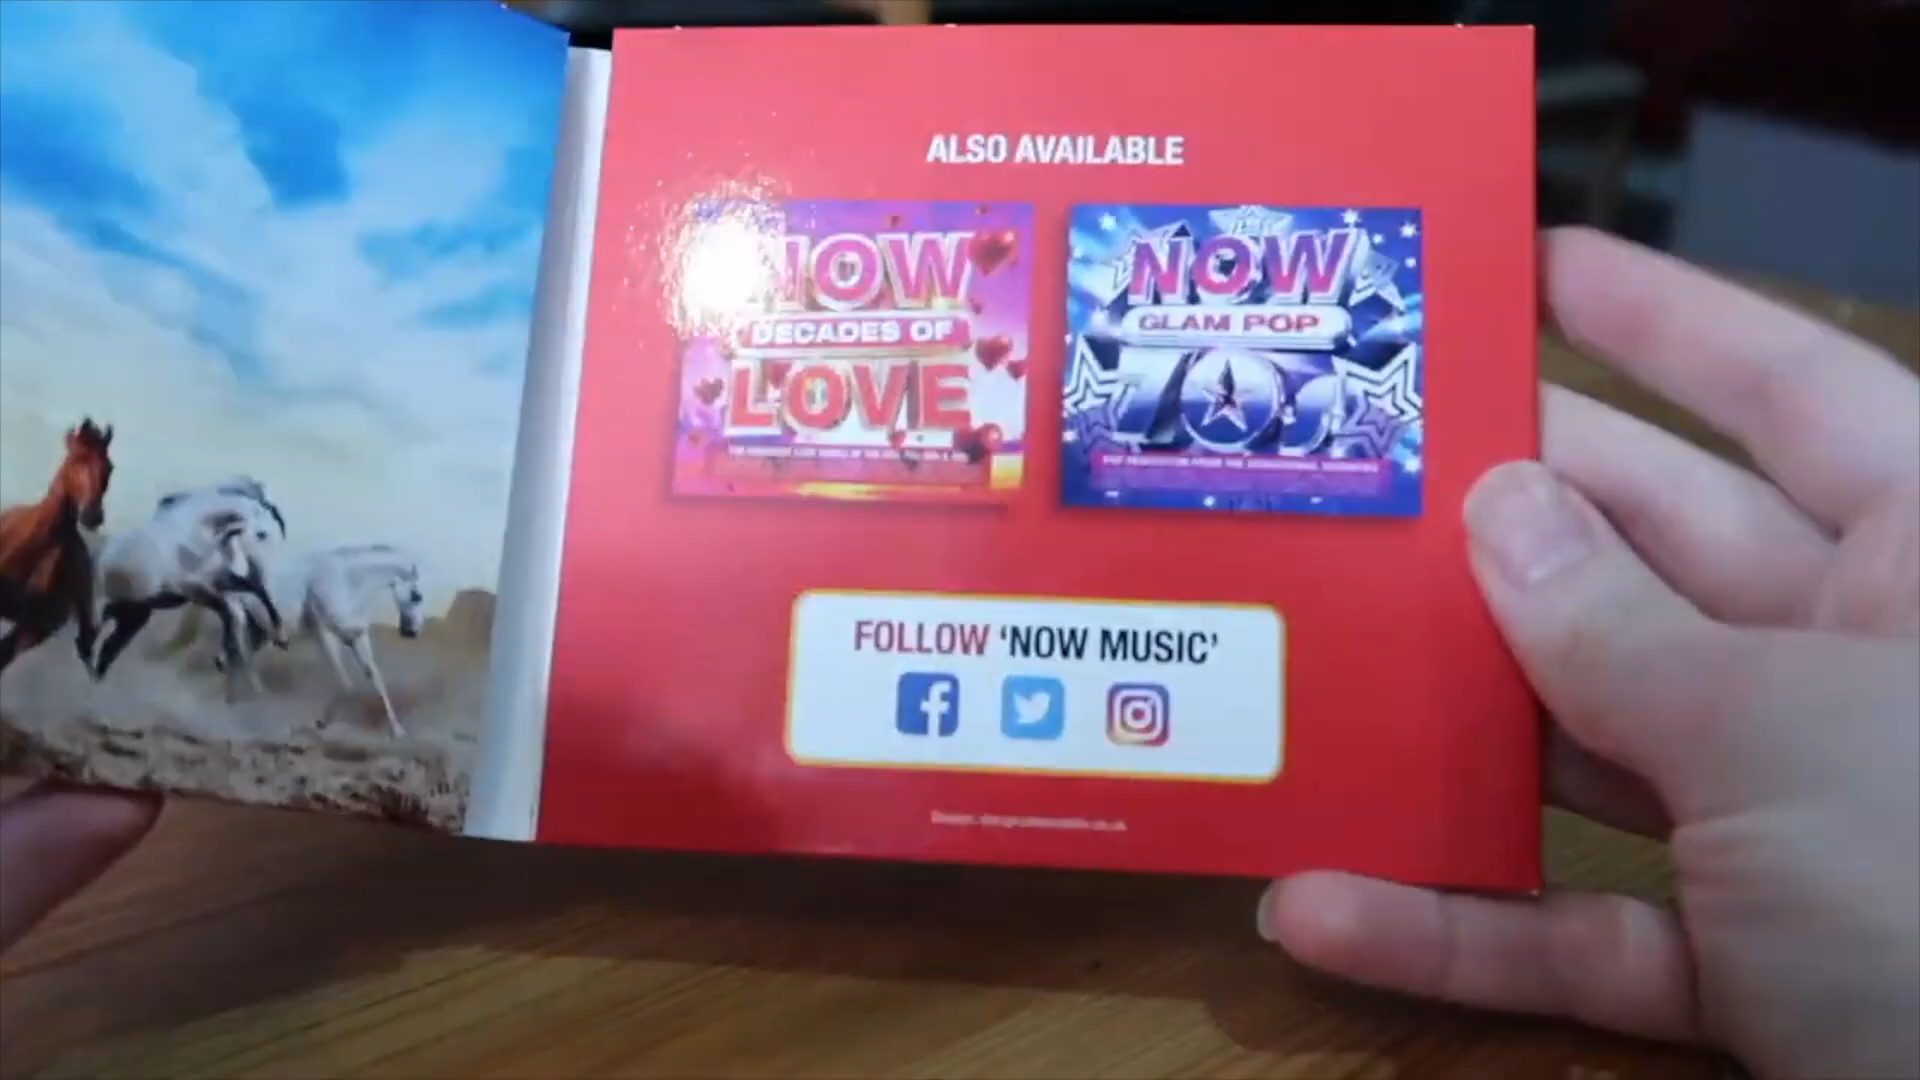 ALSO AVAILABLE
NOW
DECADES OF
LOVE
NOW
GLAM POP
70s
FOLLOW ‘NOW MUSIC’